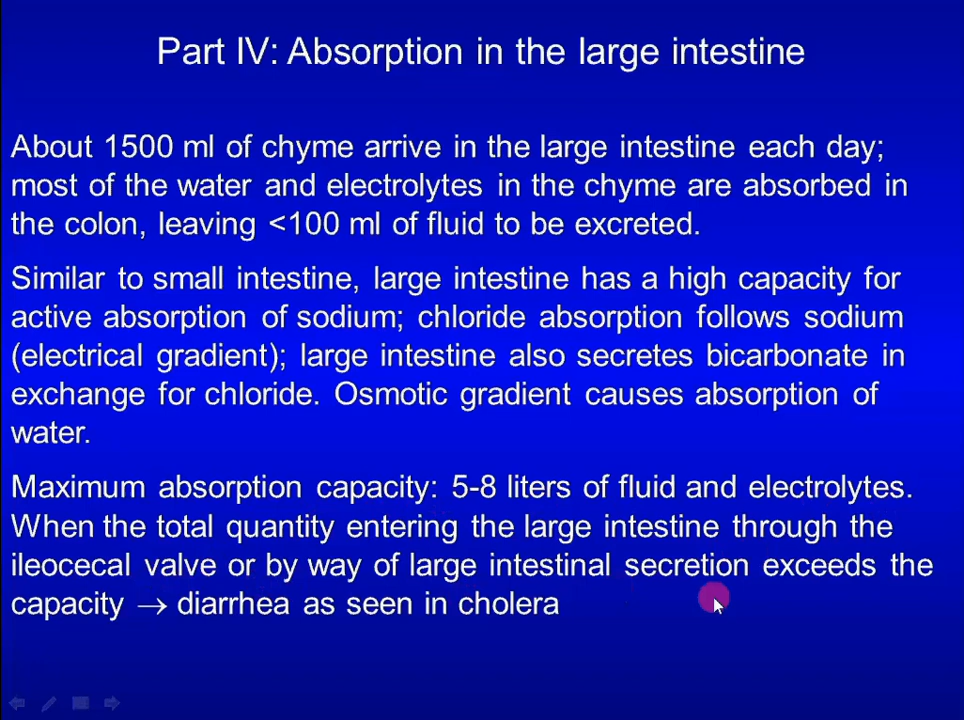 Part IV: Absorption in the large intestine
About 1500 ml of chyme arrive in the large intestine each day;
most of the water and electrolytes in the chyme are absorbed in
the colon, leaving <100 ml of fluid to be excreted.
Similar to small intestine, large intestine has a high capacity for
active absorption of sodium; chloride absorption follows sodium
(electrical gradient); large intestine also secretes bicarbonate in
exchange for chloride. Osmotic gradient causes absorption of
water.
Maximum absorption capacity: 5-8 liters of fluid and electrolytes.
When the total quantity entering the large intestine through the
ileocecal valve or by way of large intestinal secretion exceeds the
capacity → diarrhea as seen in cholera